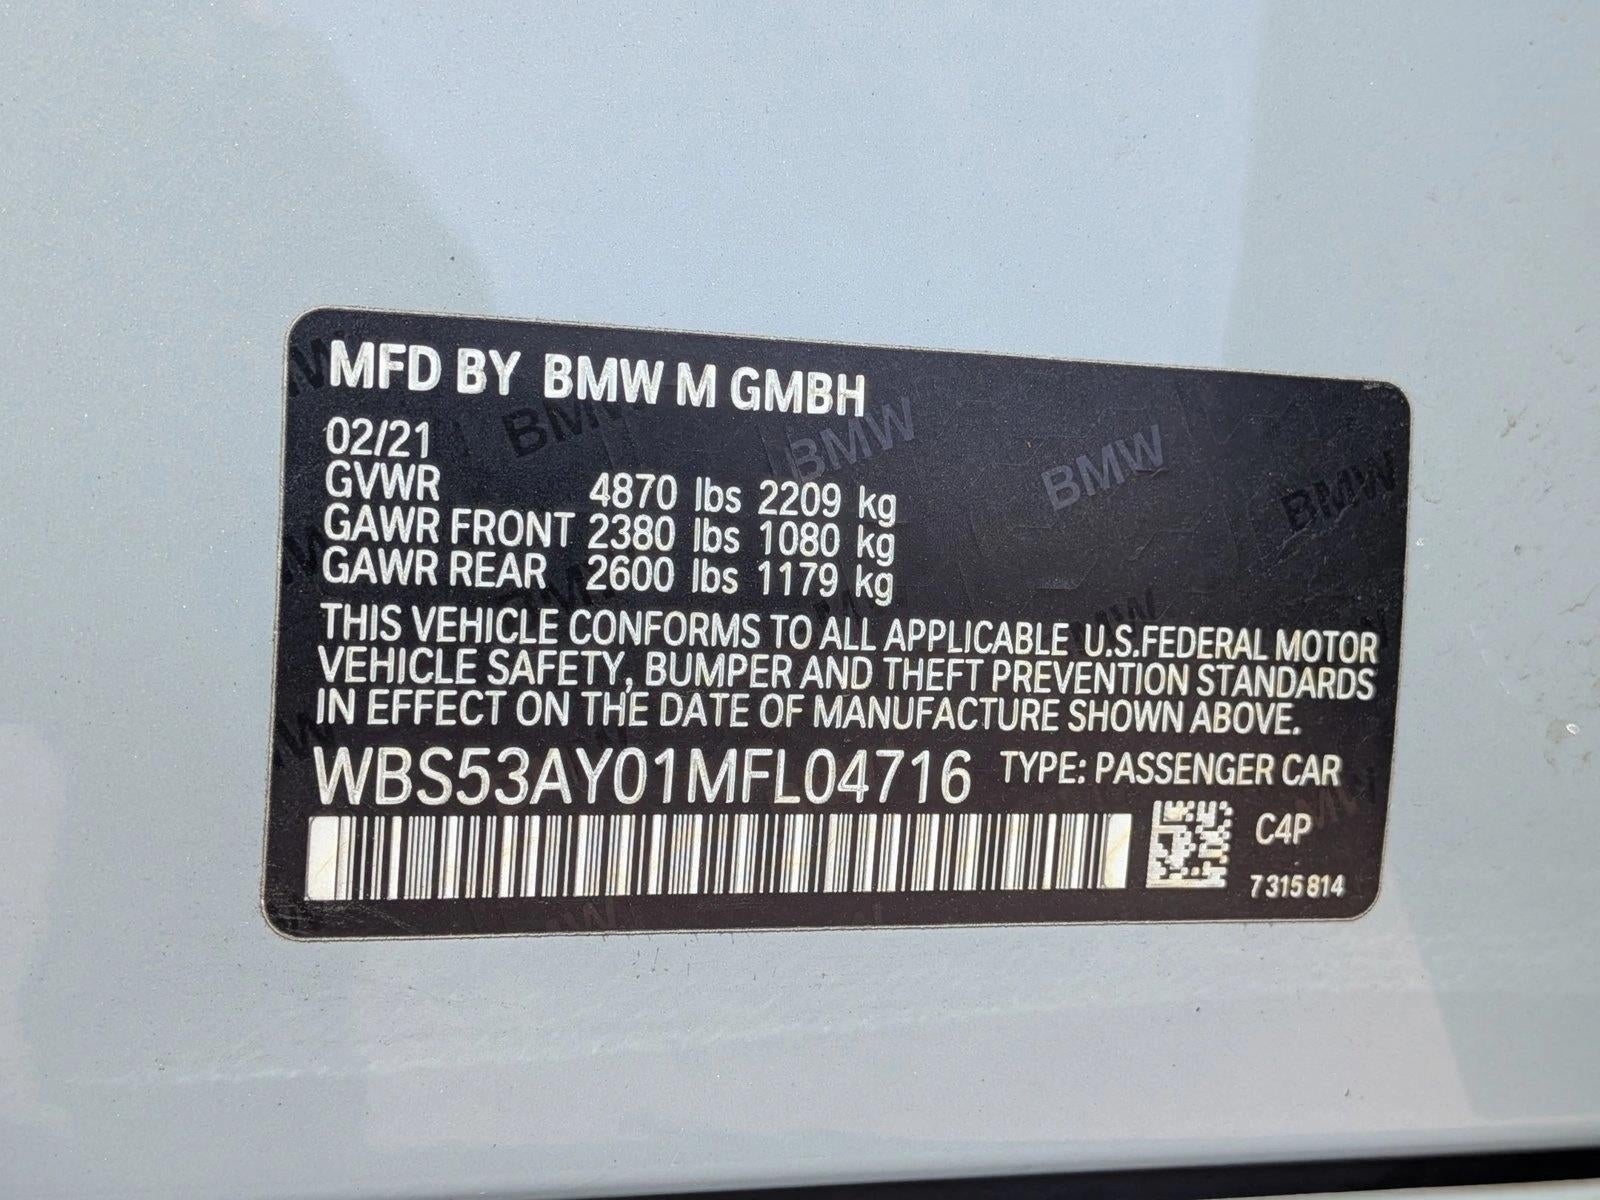 MFD BY BMW M GMBH
02/21
GVWR 4870 lbs 2209 kg
GAWR FRONT 2380 lbs 1080 kg
GAWR REAR 2600 lbs 1179 kg
THIS VEHICLE CONFORMS TO ALL APPLICABLE U.S.FEDERAL MOTOR
VEHICLE SAFETY, BUMPER AND THEFT PREVENTION STANDARDS
IN EFFECT ON THE DATE OF MANUFACTURE SHOWN ABOVE.
WBS53AY01MFL04716 TYPE: PASSENGER CAR
C4P
7315814